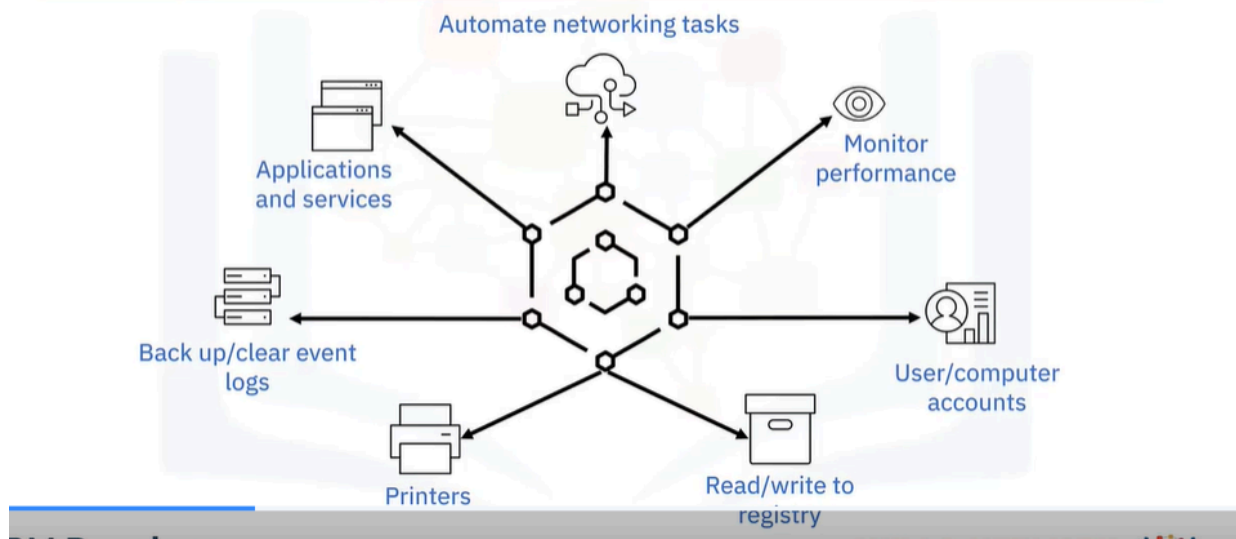 Automate networking tasks
Applications
and services
Monitor
performance
Back up/clear event
logs
User/computer
accounts
Printers
Read/write to
registry